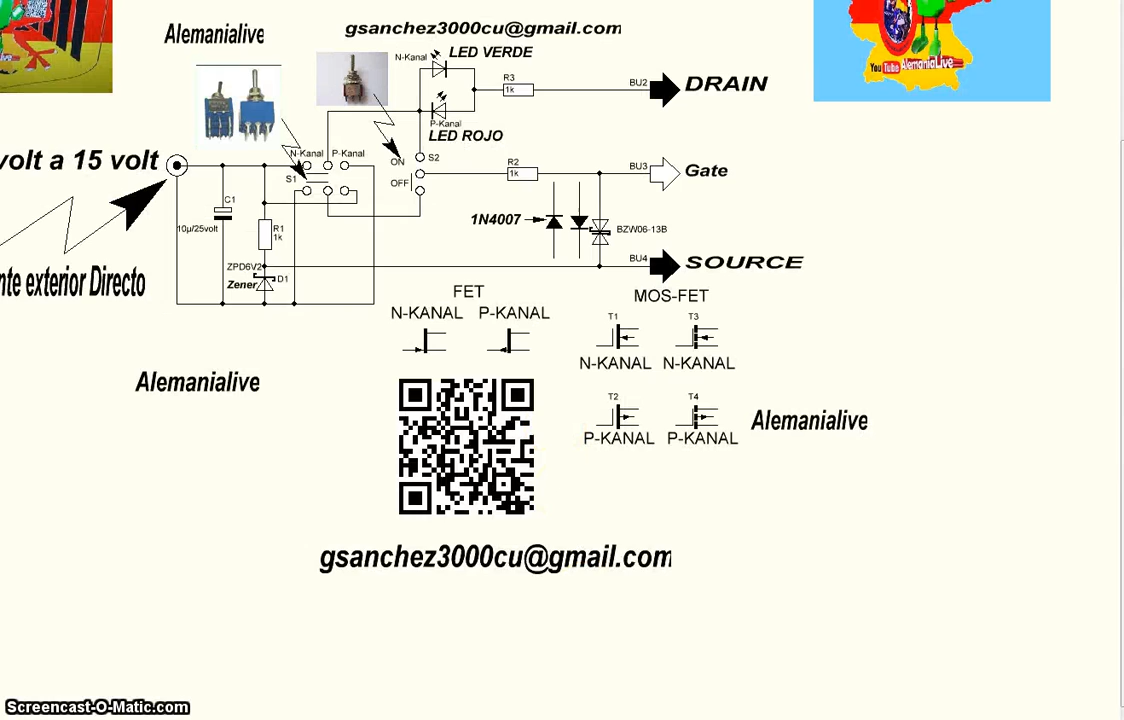 Alemanialive
gsanchez3000cu@gmail.com
You Tube AlemaniaLive
N-Kanal
LED VERDE
R3
1k
BU2
DRAIN
P-Kanal
LED ROJO
volt a 15 volt
N-Kanal
P-Kanal
S1
ON
S2
OFF
R2
1k
BU3
Gate
C1
10µ/25volt
R1
1k
1N4007
BZW06-13B
ZPD6V2
Zener
D1
BU4
SOURCE
nte exterior Directo
FET
N-KANAL
P-KANAL
MOS-FET
T1
T3
N-KANAL
N-KANAL
Alemanialive
T2
T4
P-KANAL
P-KANAL
Alemanialive
gsanchez3000cu@gmail.com
Screencast-O-Matic.com